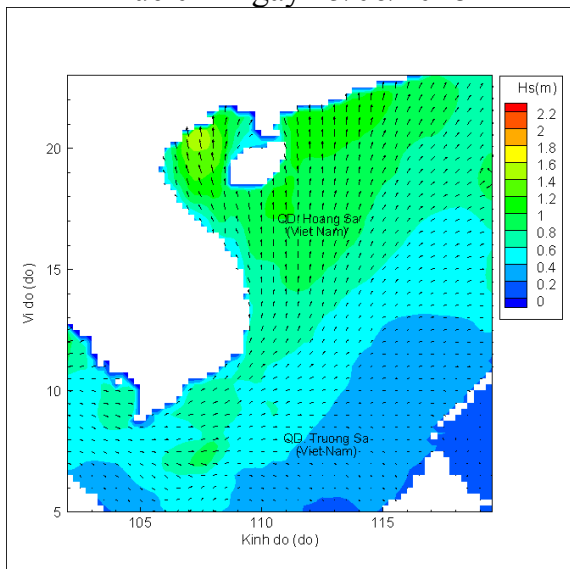 Hs(m)
2.2
2
1.8
1.6
1.4
1.2
1
0.8
0.6
0.4
0.2
0
20
15
10
5
Vi do (do)
QD. Hoang Sa
(Viet Nam)
QD. Truong Sa
(Viet Nam)
105
110
115
Kinh do (do)